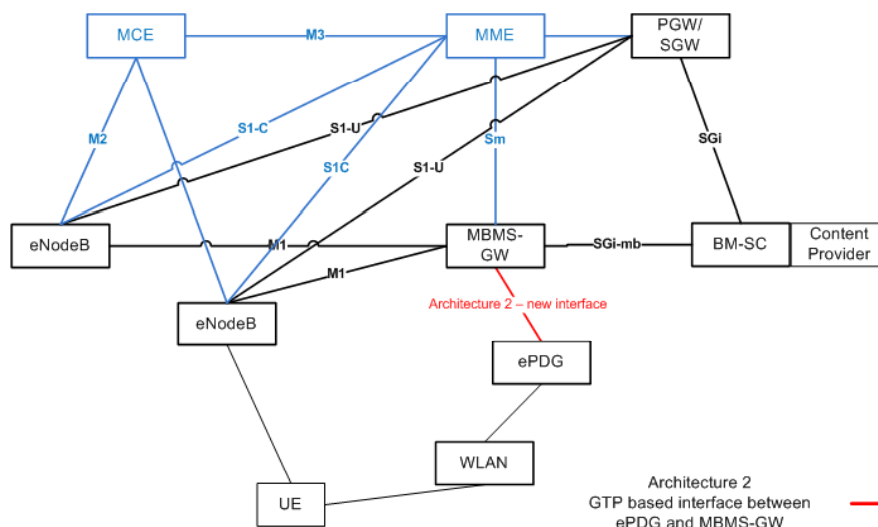 MCE
M3
MME
PGW/
SGW
M2
S1-C
S1-U
S1C
S1-U
Sm
SGi
eNodeB
M1
MBMS-
GW
SGi-mb
BM-SC
Content
Provider
M1
Architecture 2 – new interface
eNodeB
ePDG
WLAN
UE
Architecture 2
GTP based interface between
ePDG and MBMS-GW